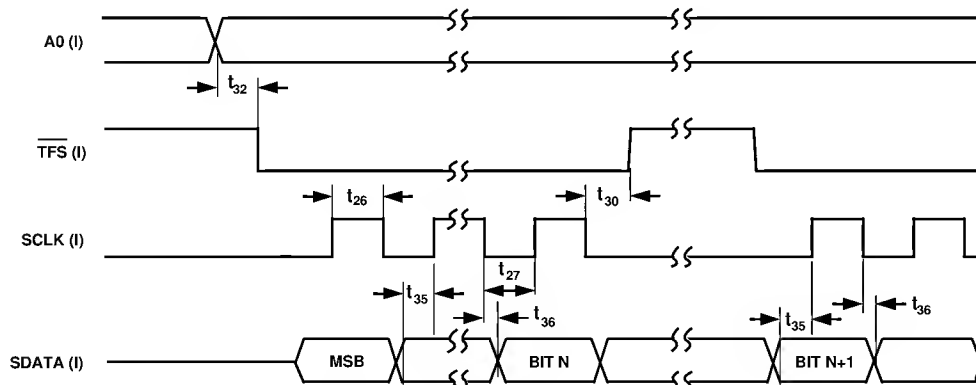 A0 (I)
t32
TFS (I)
t26
t30
SCLK (I)
t27
t35
t36
t35
t36
SDATA (I)
MSB
BIT N
BIT N+1